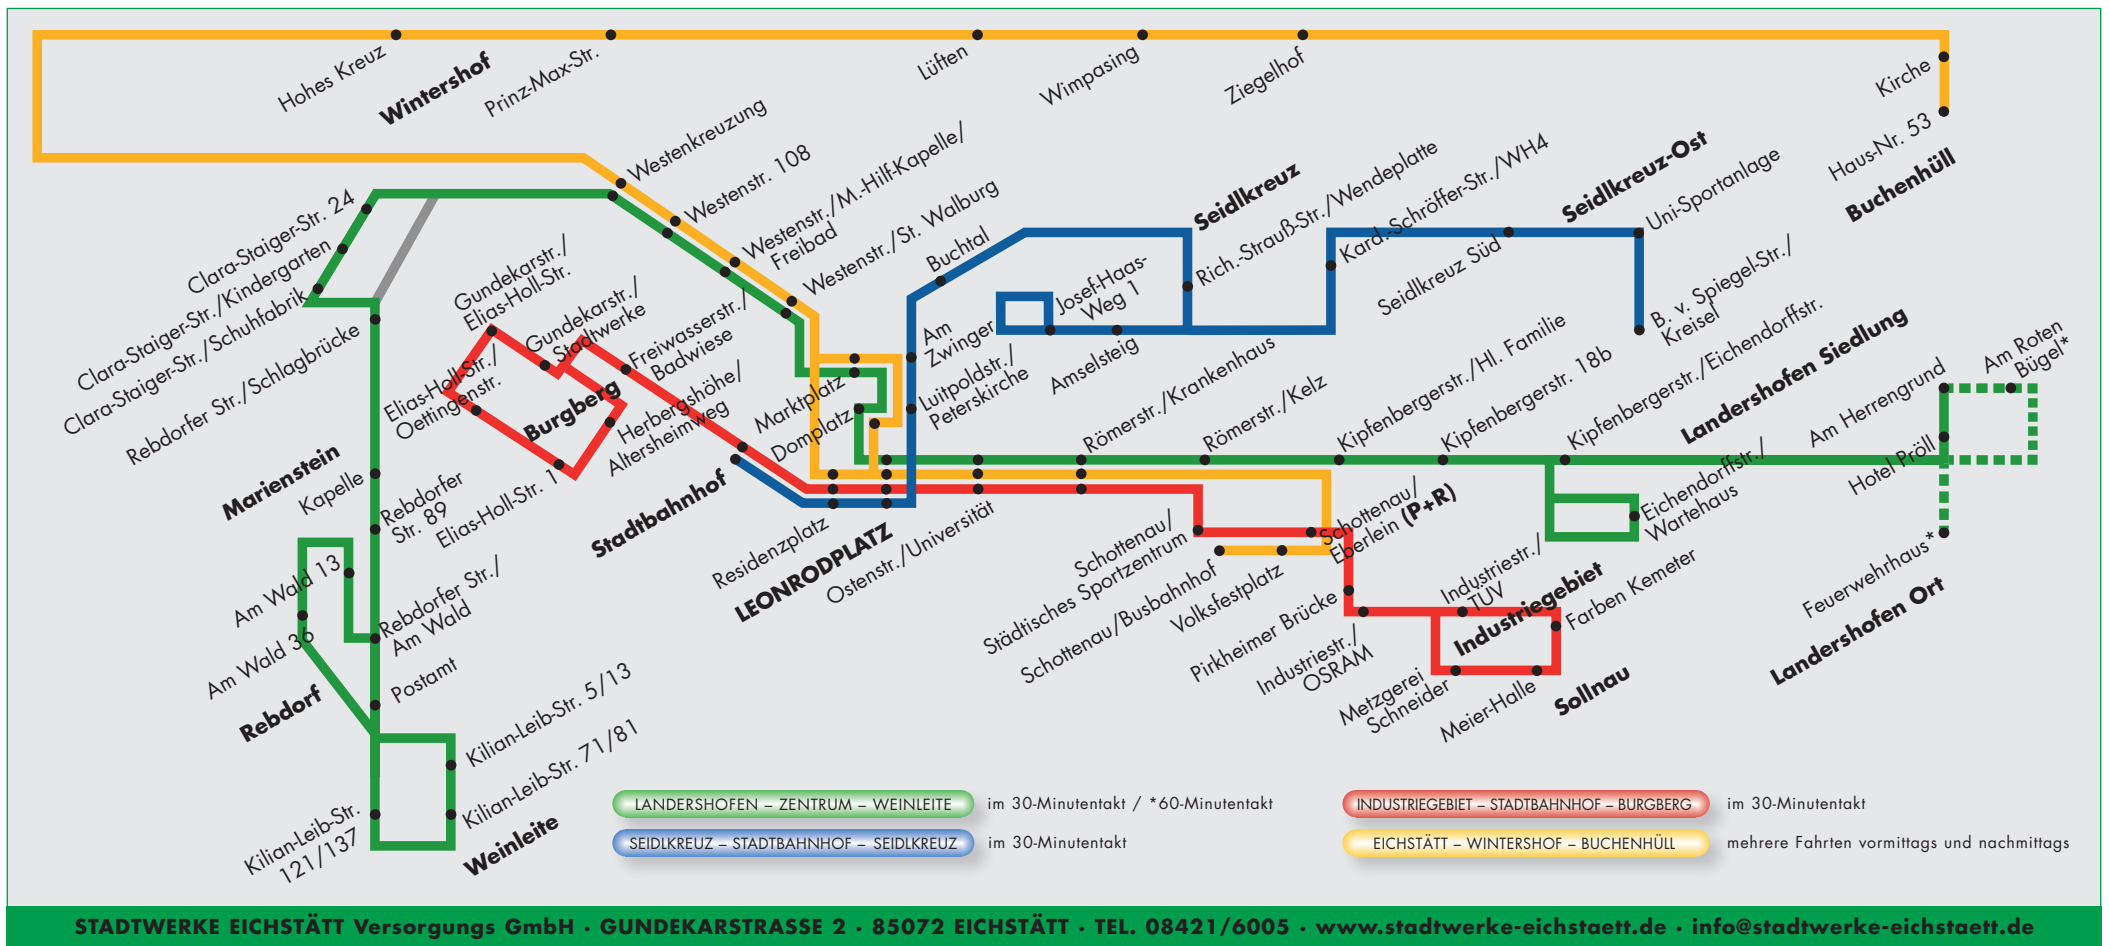 Hohes Kreuz
Wintershof
Prinz-Max-Str.
Lüften
Wimpasing
Ziegelhof
Kirche
Haus-Nr. 53
Buchenhüll
Westenkreuzung
Westenstr. 108
Westenstr./M.-Hilf-Kapelle/
Freibad
Westenstr./St. Walburg
Clara-Staiger-Str. 24
Clara-Staiger-Str./Kindergarten
Clara-Staiger-Str./Schuhfabrik
Rebdorfer Str./Schlagbrücke
Gundekarstr./
Elias-Holl-Str.
Gundekarstr./
Stadtwerke
Freiwasserstr./
Badwiese
Elias-Holl-Str./
Oettingenstr.
Burgberg
Herbergshöhe/
Altersheimweg
Elias-Holl-Str. 1
Marktplatz
Domplatz
Buchtal
Am
Zwinger
Luitpoldstr./
Peterskirche
Seidlkreuz
Rich.-Strauß-Str./Wendeplatte
Josef-Haas-
Weg 1
Amselsteig
Kard.-Schröffer-Str./WH4
Seidlkreuz-Ost
Seidlkreuz Süd
Uni-Sportanlage
B. v. Spiegel-Str./
Kreisel
Römerstr./Krankenhaus
Römerstr./Kelz
Kipfenbergerstr./Hl. Familie
Kipfenbergerstr. 18b
Kipfenbergerstr./Eichendorffstr.
Landershofen Siedlung
Eichendorffstr./
Wartehaus
Am Herrengrund
Am Roten
Bügel*
Hotel Pröll
Feuerwehrhaus*
Landershofen Ort
Marienstein
Kapelle
Rebdorfer
Str. 89
Am Wald 13
Am Wald 36
Rebdorfer Str./
Am Wald
Rebdorf
Postamt
Kilian-Leib-Str. 5/13
Kilian-Leib-Str. 71/81
Kilian-Leib-Str.
121/137
Weinleite
Stadtbahnhof
Residenzplatz
LEONRODPLATZ
Ostenstr./Universität
Schottenau/
Städtisches Sportzentrum
Schottenau/Busbahnhof
Volksfestplatz
Schottenau/
Eberlein (P+R)
Pirkheimer Brücke
Industriestr./
OSRAM
Industriestr./
TÜV
Industriegebiet
Farben Kemeter
Metzgerei
Schneider
Meier-Halle
Sollnau
LANDERSHOFEN – ZENTRUM – WEINLEITE im 30-Minutentakt / *60-Minutentakt
SEIDLKREUZ – STADTBAHNHOF – SEIDLKREUZ im 30-Minutentakt
INDUSTRIEGEBIET – STADTBAHNHOF – BURGBERG im 30-Minutentakt
EICHSTÄTT – WINTERSHOF – BUCHENHÜLL mehrere Fahrten vormittags und nachmittags
STADTWERKE EICHSTÄTT Versorgungs GmbH · GUNDEKARSTRASSE 2 · 85072 EICHSTÄTT · TEL. 08421/6005 · www.stadtwerke-eichstaett.de · info@stadtwerke-eichstaett.de